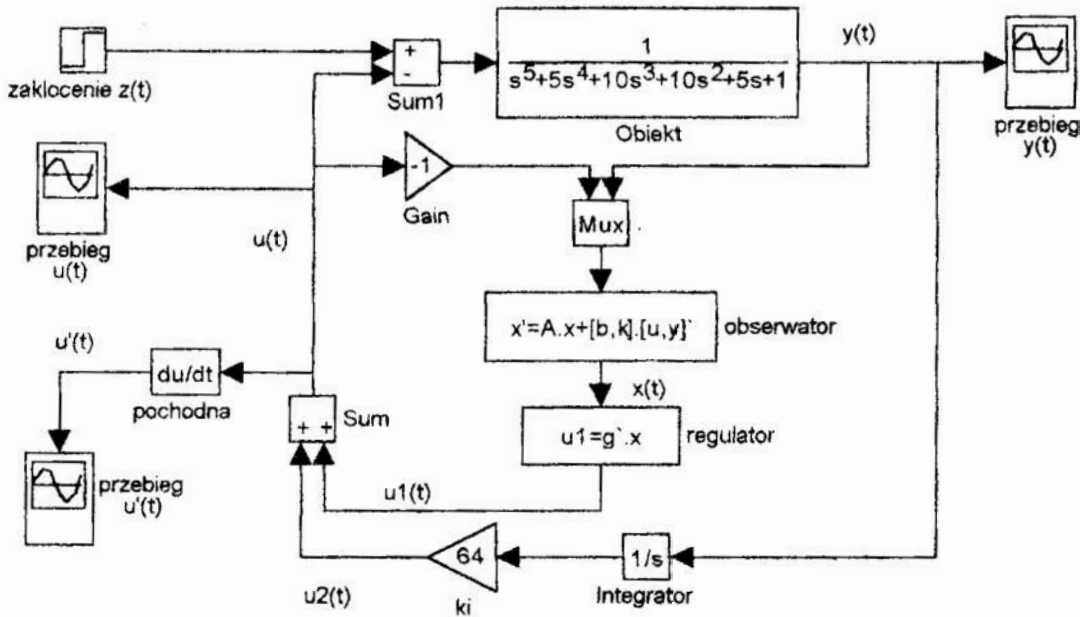 zaklocenie z(t)
+
-
Sum1
1
s^5+5s^4+10s^3+10s^2+5s+1
Obiekt
y(t)
przebieg
y(t)
-1
Gain
Mux
przebieg
u(t)
u(t)
x'=A.x+[b,k].[u,y]`
obserwator
x(t)
u1=g`.x
regulator
u'(t)
du/dt
pochodna
+ +
Sum
przebieg
u'(t)
u1(t)
64
ki
1/s
Integrator
u2(t)